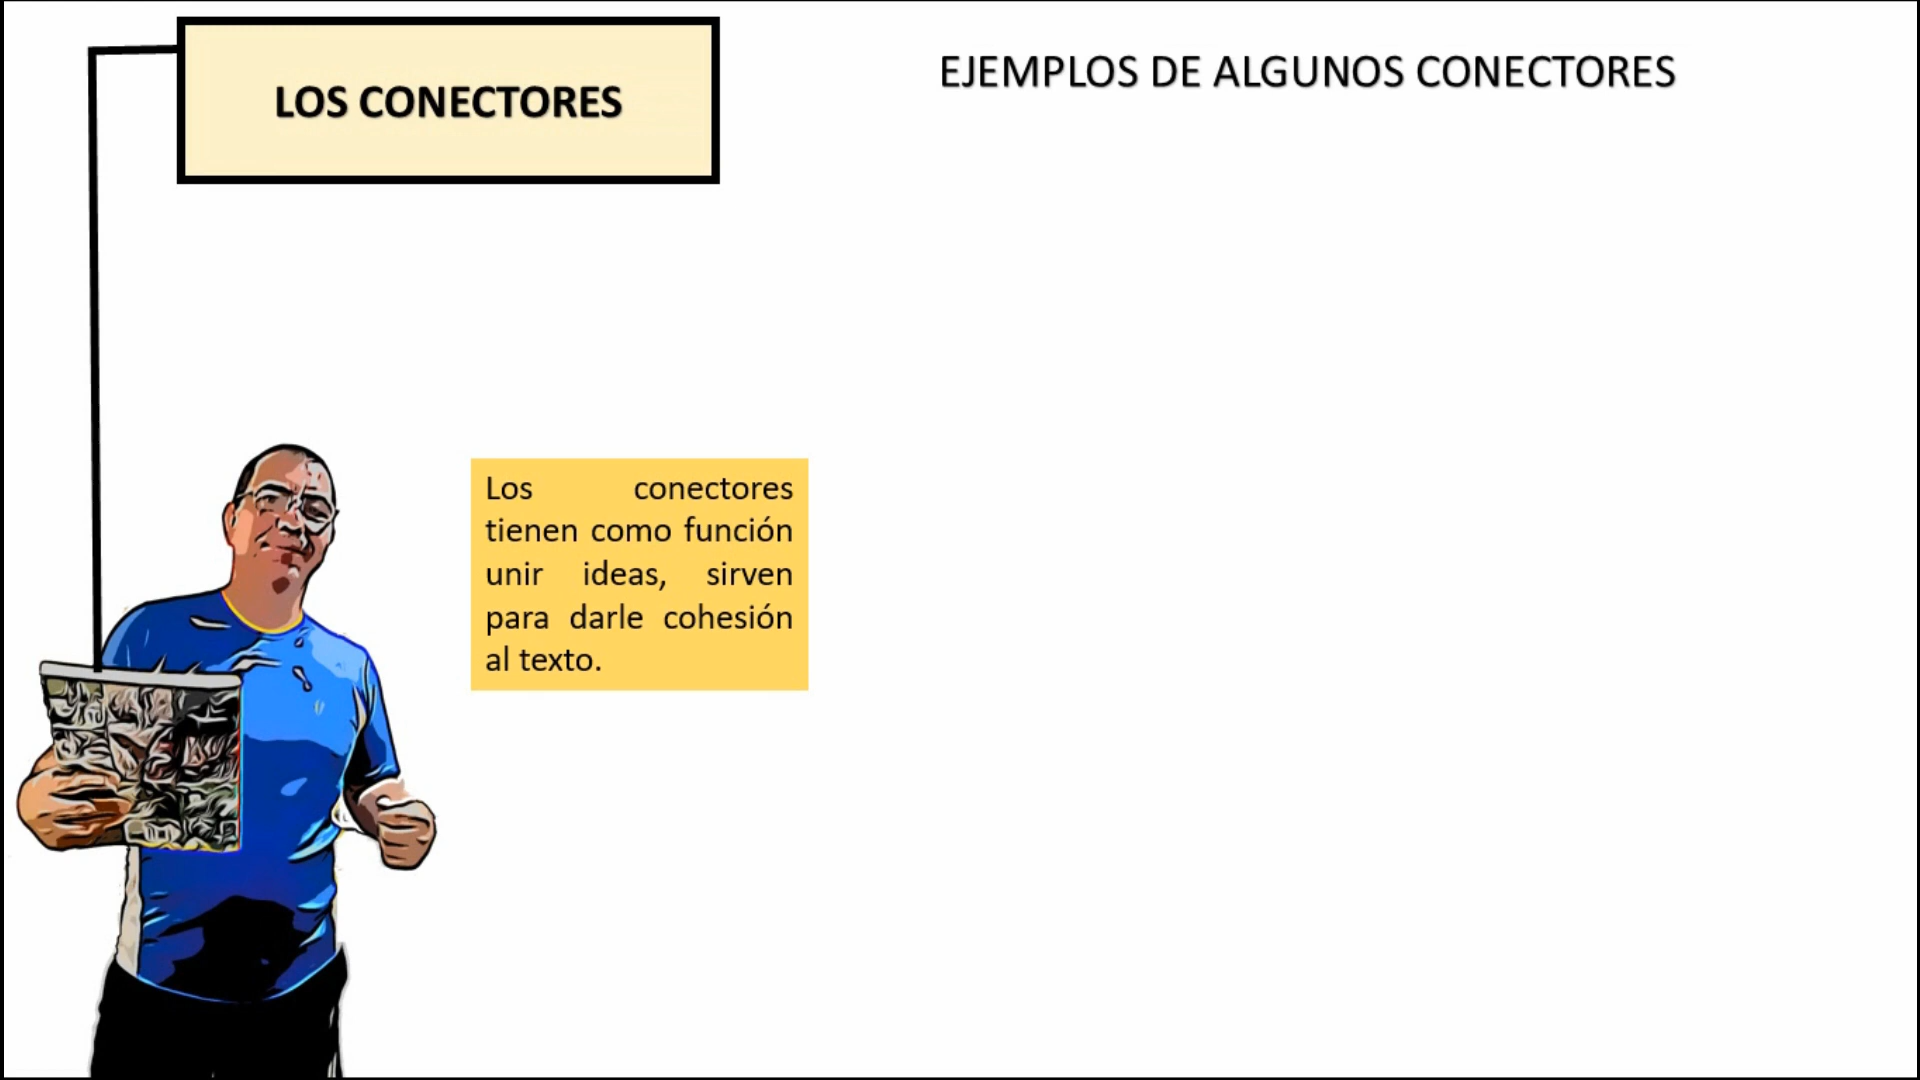 LOS CONECTORES
EJEMPLOS DE ALGUNOS CONECTORES
Los conectores
tienen como función
unir ideas, sirven
para darle cohesión
al texto.